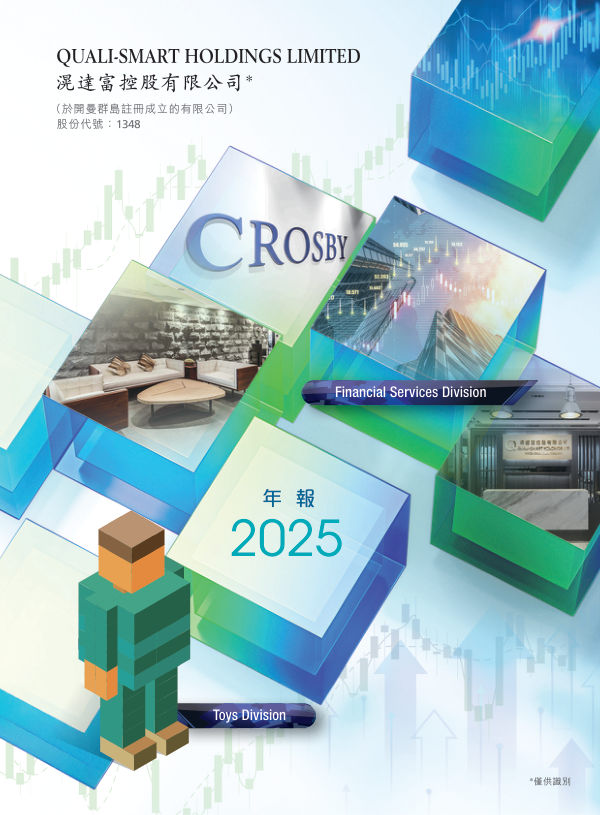 QUALI-SMART HOLDINGS LIMITED
滉達富控股有限公司*
（於開曼群島註冊成立的有限公司）
股份代號：1348
CROSBY
Financial Services Division
年報
2025
Toys Division
*僅供識別